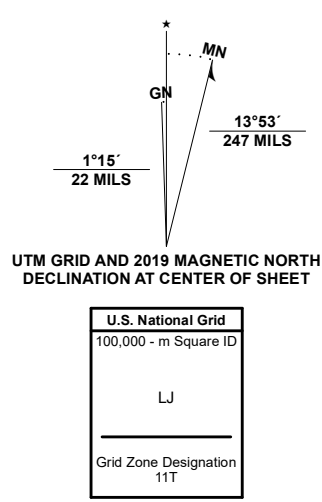 MN
GN
13°53´
247 MILS
1°15´
22 MILS
UTM GRID AND 2019 MAGNETIC NORTH
DECLINATION AT CENTER OF SHEET
U.S. National Grid
100,000 - m Square ID
LJ
Grid Zone Designation
11T